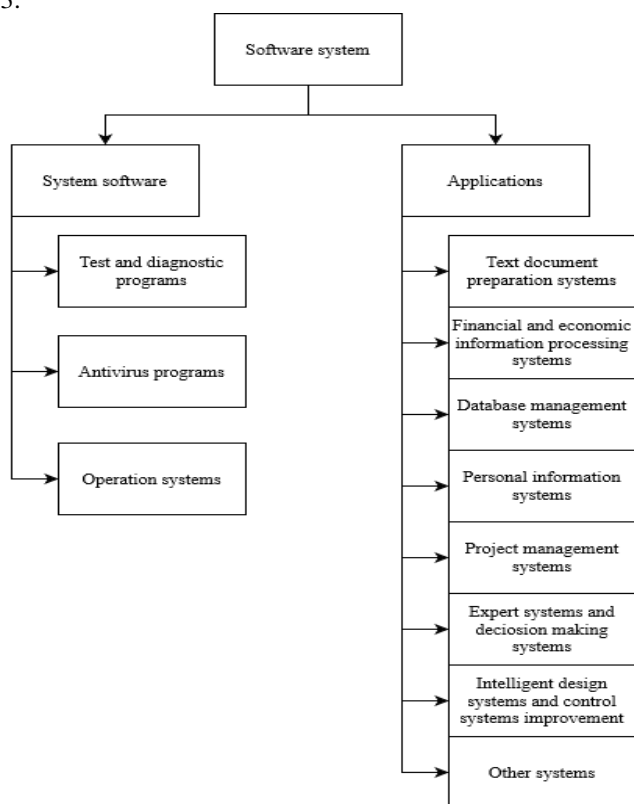 3.
Software system
System software
Applications
Test and diagnostic
programs
Antivirus programs
Operation systems
Text document
preparation systems
Financial and economic
information processing
systems
Database management
systems
Personal information
systems
Project management
systems
Expert systems and
deciosion making
systems
Intelligent design
systems and control
systems improvement
Other systems